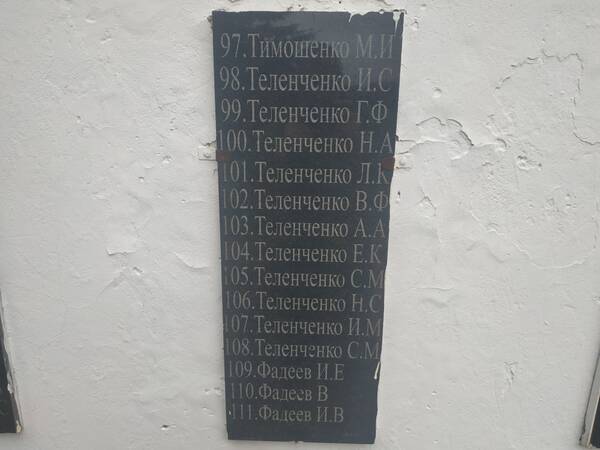 97.Тимошенко М.И
98.Теленченко И.С
99.Теленченко Г.Ф
100.Теленченко Н.А
101.Теленченко Л.К
102.Теленченко В.Ф
103.Теленченко А.А
104.Теленченко Е.К
105.Теленченко С.М
106.Теленченко Н.С
107.Теленченко И.М
108.Теленченко С.М
109.Фадеев И.Е
110.Фадеев В
111.Фадеев И.В